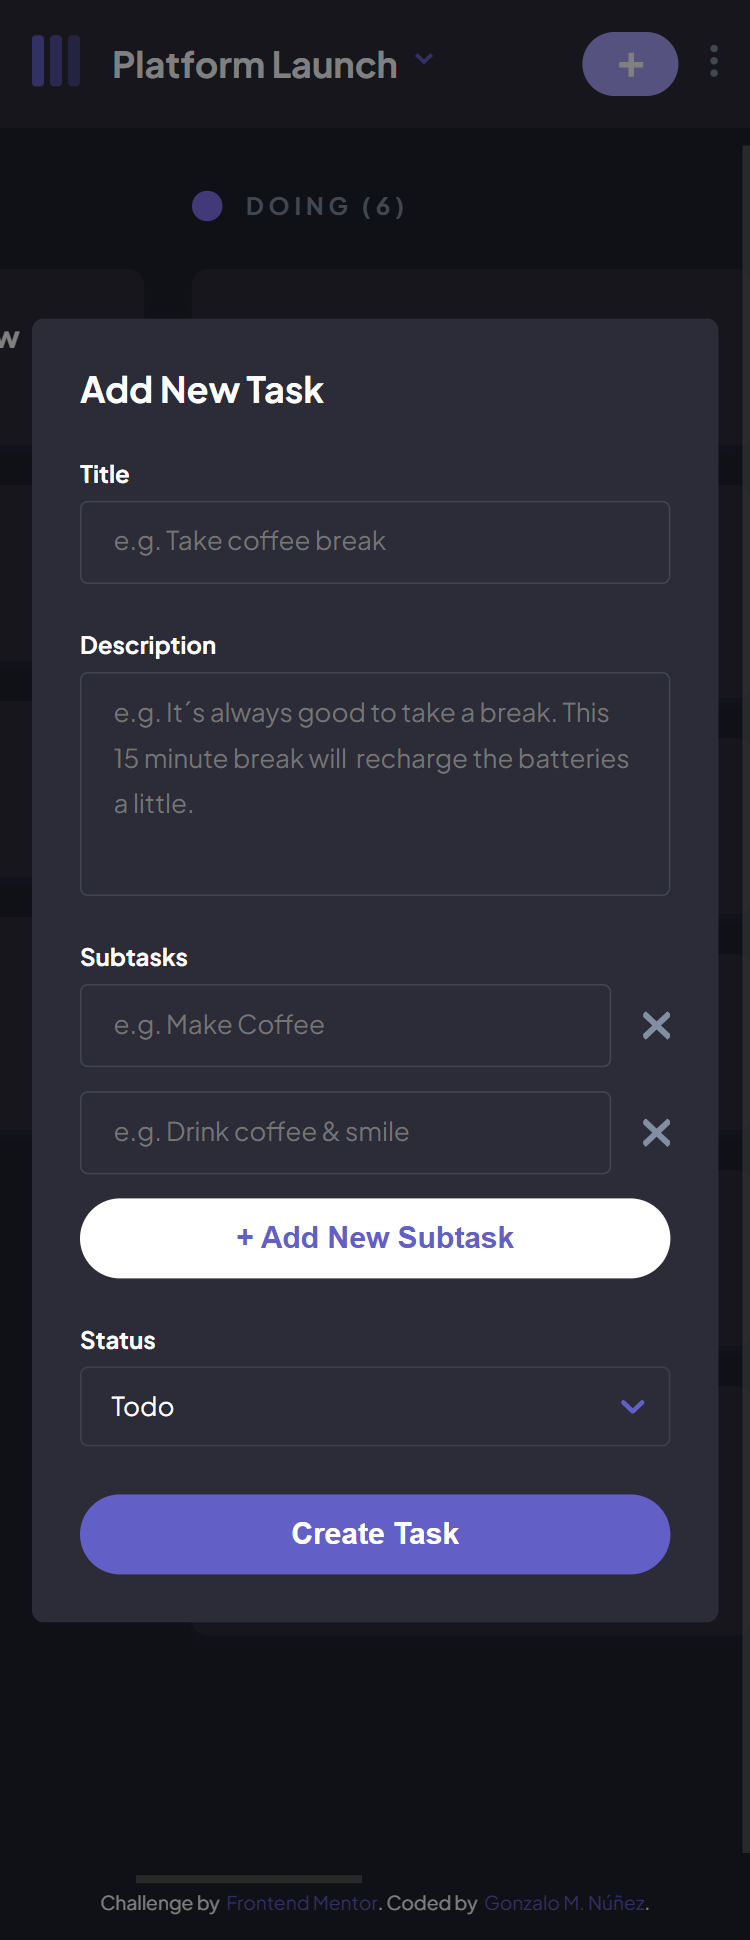 Platform Launch
+
DOING (6)
w
Add New Task
Title
e.g. Take coffee break
Description
e.g. It´s always good to take a break. This
15 minute break will  recharge the batteries
a little.
Subtasks
e.g. Make Coffee
e.g. Drink coffee & smile
+ Add New Subtask
Status
Todo
Create Task
Challenge by Frontend Mentor. Coded by Gonzalo M. Núñez.